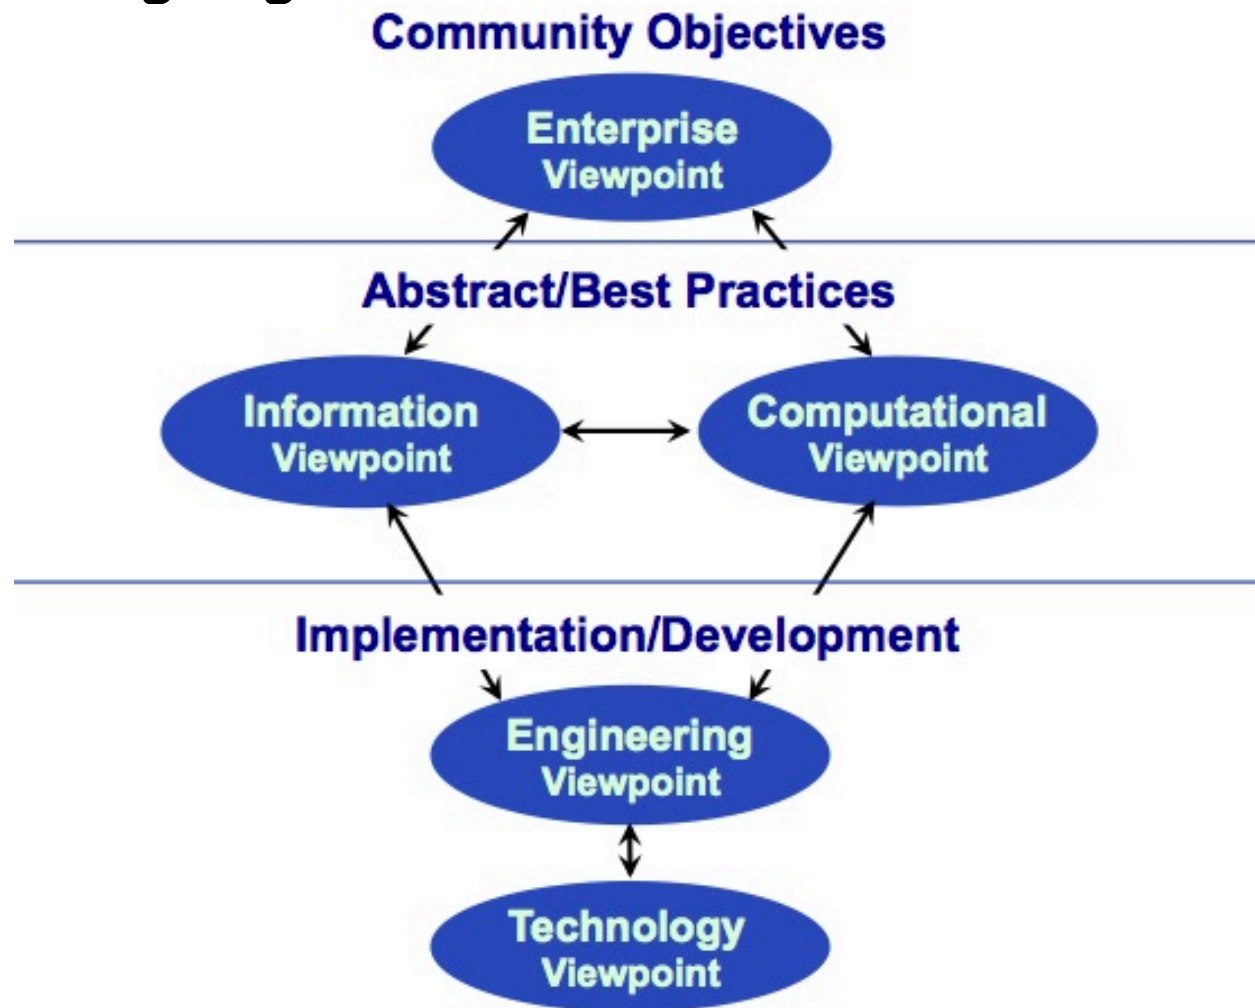 Community Objectives
Enterprise
Viewpoint
Abstract/Best Practices
Information
Viewpoint
Computational
Viewpoint
Implementation/Development
Engineering
Viewpoint
Technology
Viewpoint